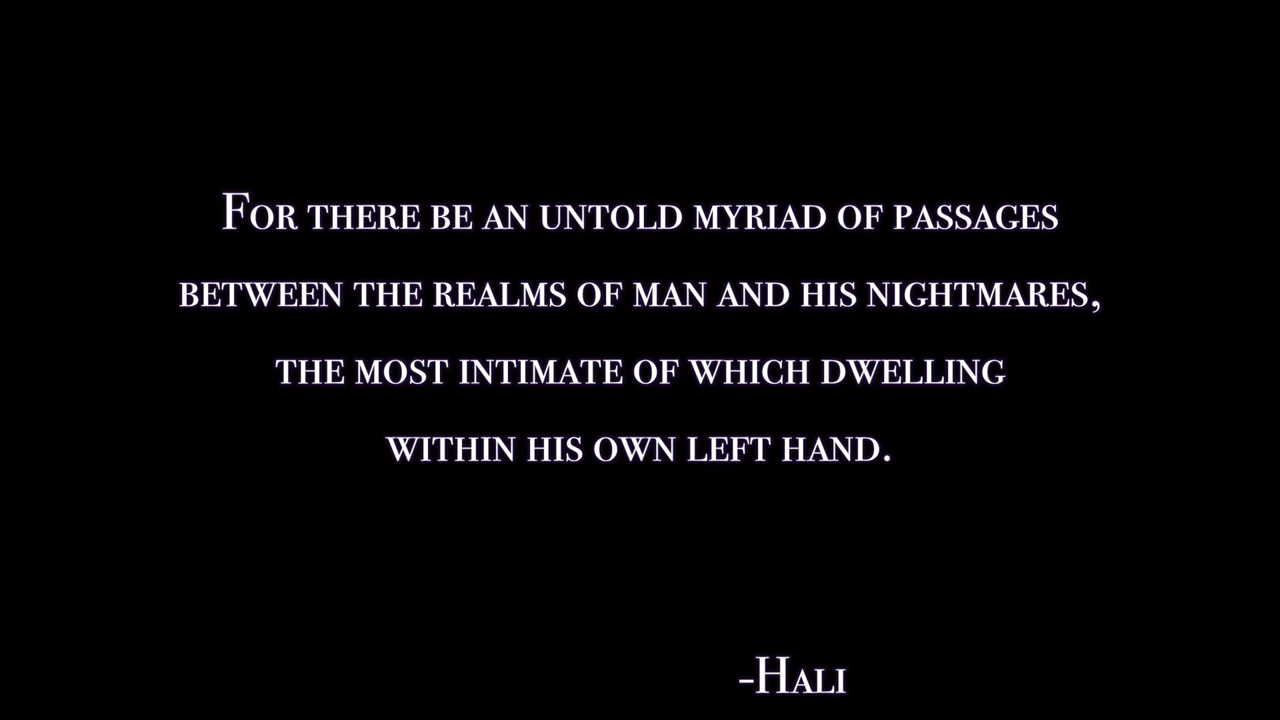 For there be an untold myriad of passages
between the realms of man and his nightmares,
the most intimate of which dwelling
within his own left hand.
-Hali